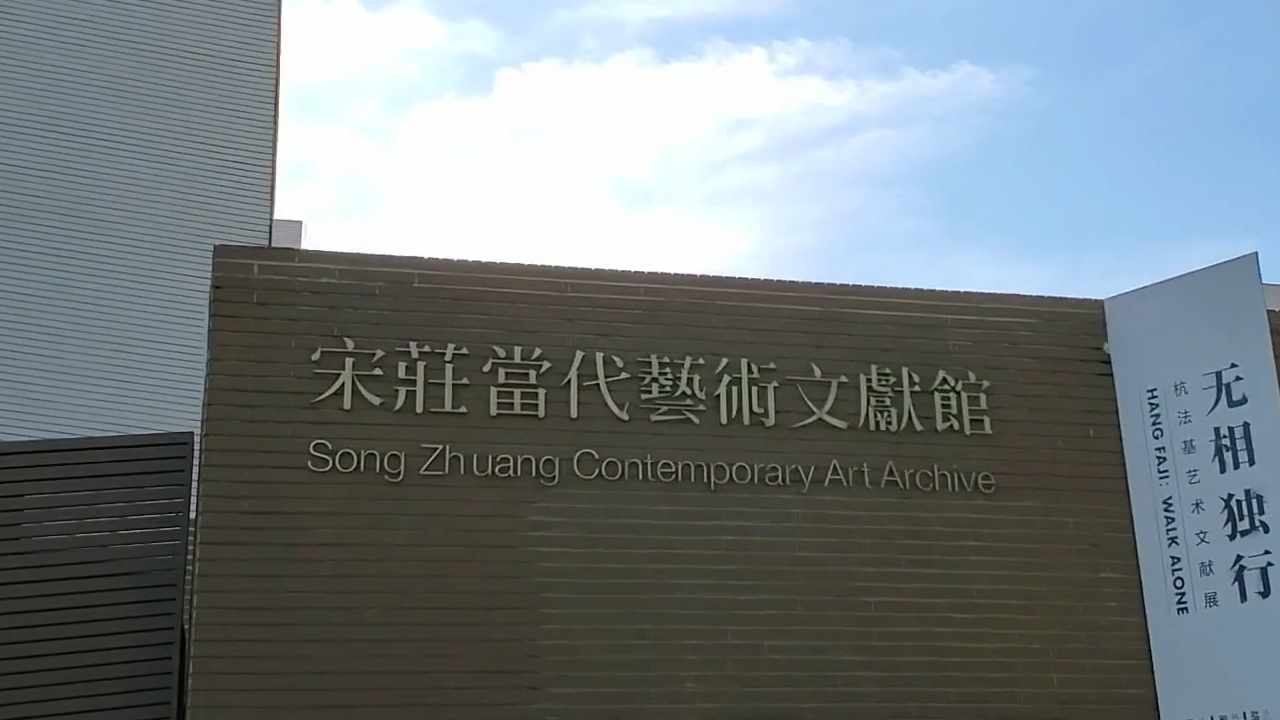 宋莊當代藝術文獻館
Song Zhuang Contemporary Art Archive
无相独行
杭法基艺术文献展
HANG FAJI: WALK ALONE